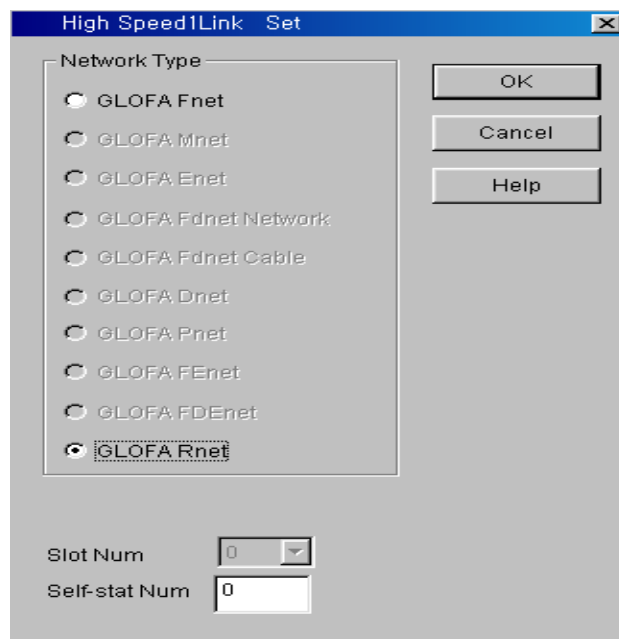 High Speed1Link Set
Network Type
GLOFA Fnet
GLOFA Mnet
GLOFA Enet
GLOFA Fdnet Network
GLOFA Fdnet Cable
GLOFA Dnet
GLOFA Pnet
GLOFA FEnet
GLOFA FDEnet
GLOFA Rnet
OK
Cancel
Help
Slot Num 0
Self-stat Num 0